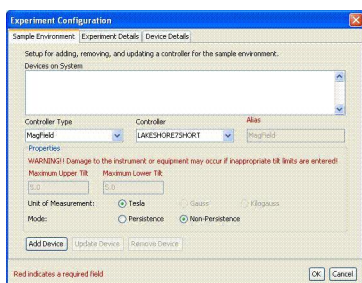 Experiment Configuration
Sample Environment Experiment Details Device Details
Setup for adding, removing, and updating a controller for the sample environment.
Devices on System
Controller Type Controller Alias
MagField LAKESHORE7SHORT MagField
Properties
WARNING!! Damage to the instrument or equipment may occur if inappropriate tilt limits are entered!
Maximum Upper Tilt Maximum Lower Tilt
5.0 5.0
Unit of Measurement: Tesla Gauss Kilogauss
Mode: Persistence Non-Persistence
Add Device Update Device Remove Device
Red indicates a required field OK Cancel